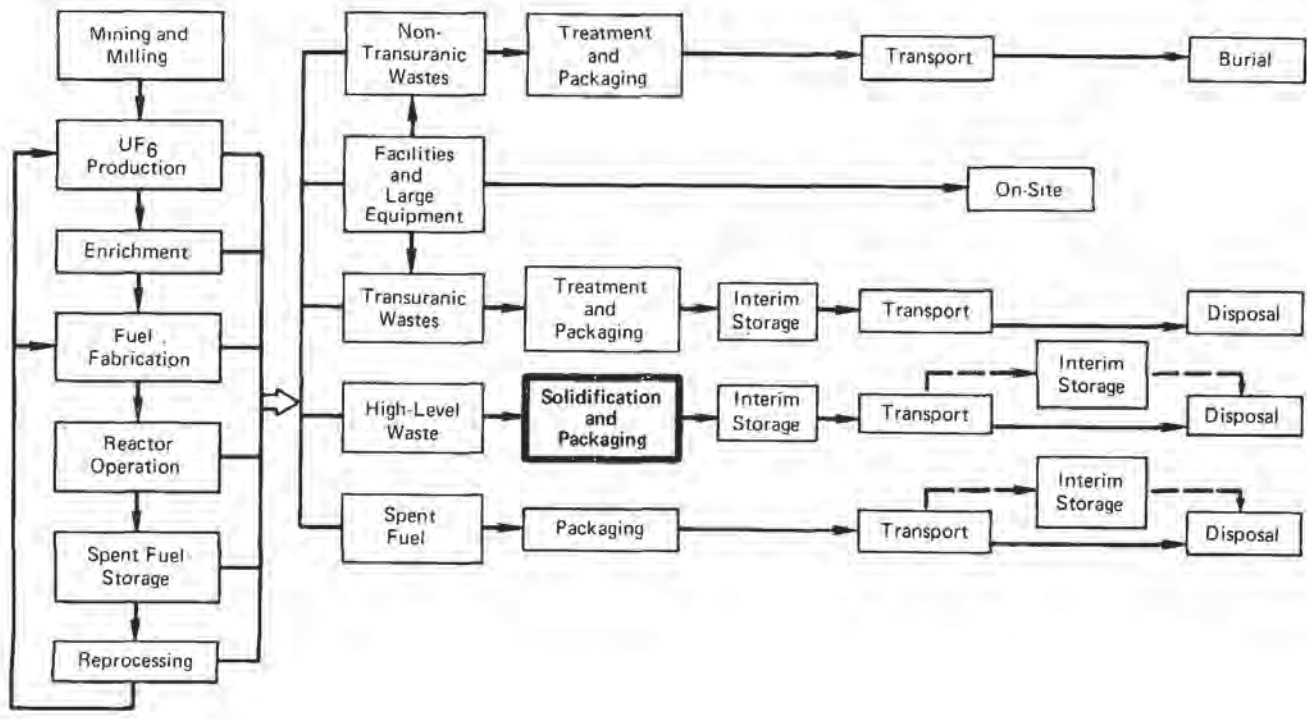 Mining and
Milling
UF6
Production
Enrichment
Fuel
Fabrication
Reactor
Operation
Spent Fuel
Storage
Reprocessing
Non-
Transuranic
Wastes
Treatment
and
Packaging
Transport
Burial
Facilities
and
Large
Equipment
On-Site
Transuranic
Wastes
Treatment
and
Packaging
Interim
Storage
Transport
Disposal
High-Level
Waste
Solidification
and
Packaging
Interim
Storage
Transport
Interim
Storage
Disposal
Spent
Fuel
Packaging
Transport
Interim
Storage
Disposal